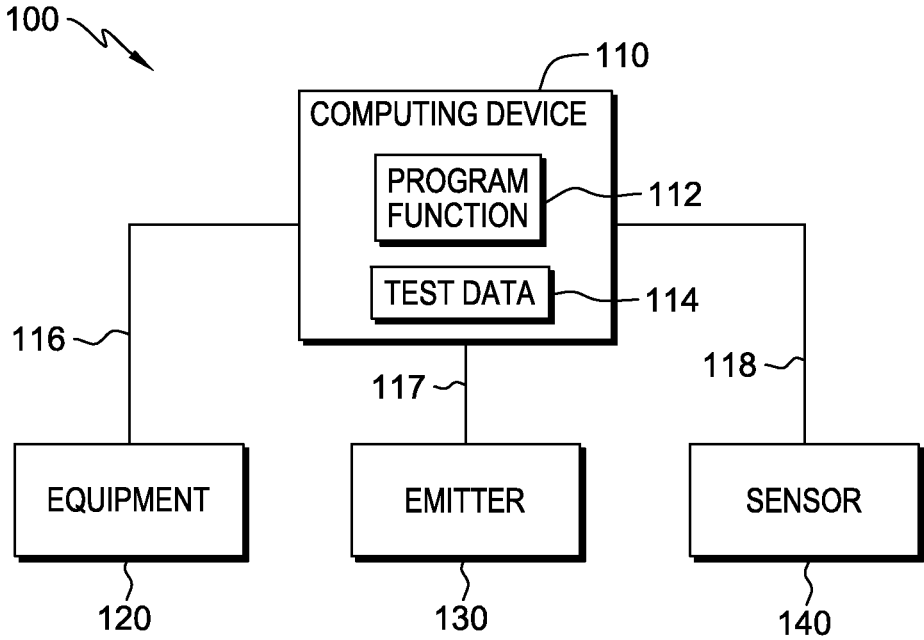 100
110
COMPUTING DEVICE
PROGRAM
FUNCTION
112
TEST DATA
114
116
117
118
EQUIPMENT
EMITTER
SENSOR
120
130
140